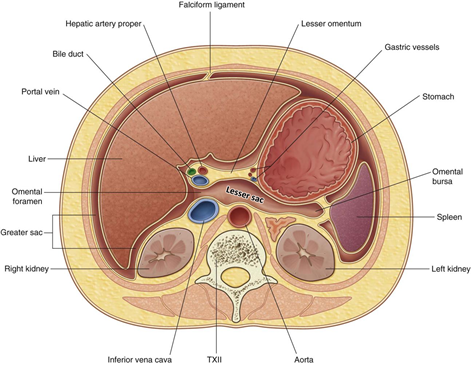 Falciform ligament
Hepatic artery proper
Lesser omentum
Bile duct
Gastric vessels
Portal vein
Stomach
Liver
Omental
foramen
Lesser sac
Omental
bursa
Greater sac
Spleen
Right kidney
Left kidney
Inferior vena cava
TXII
Aorta